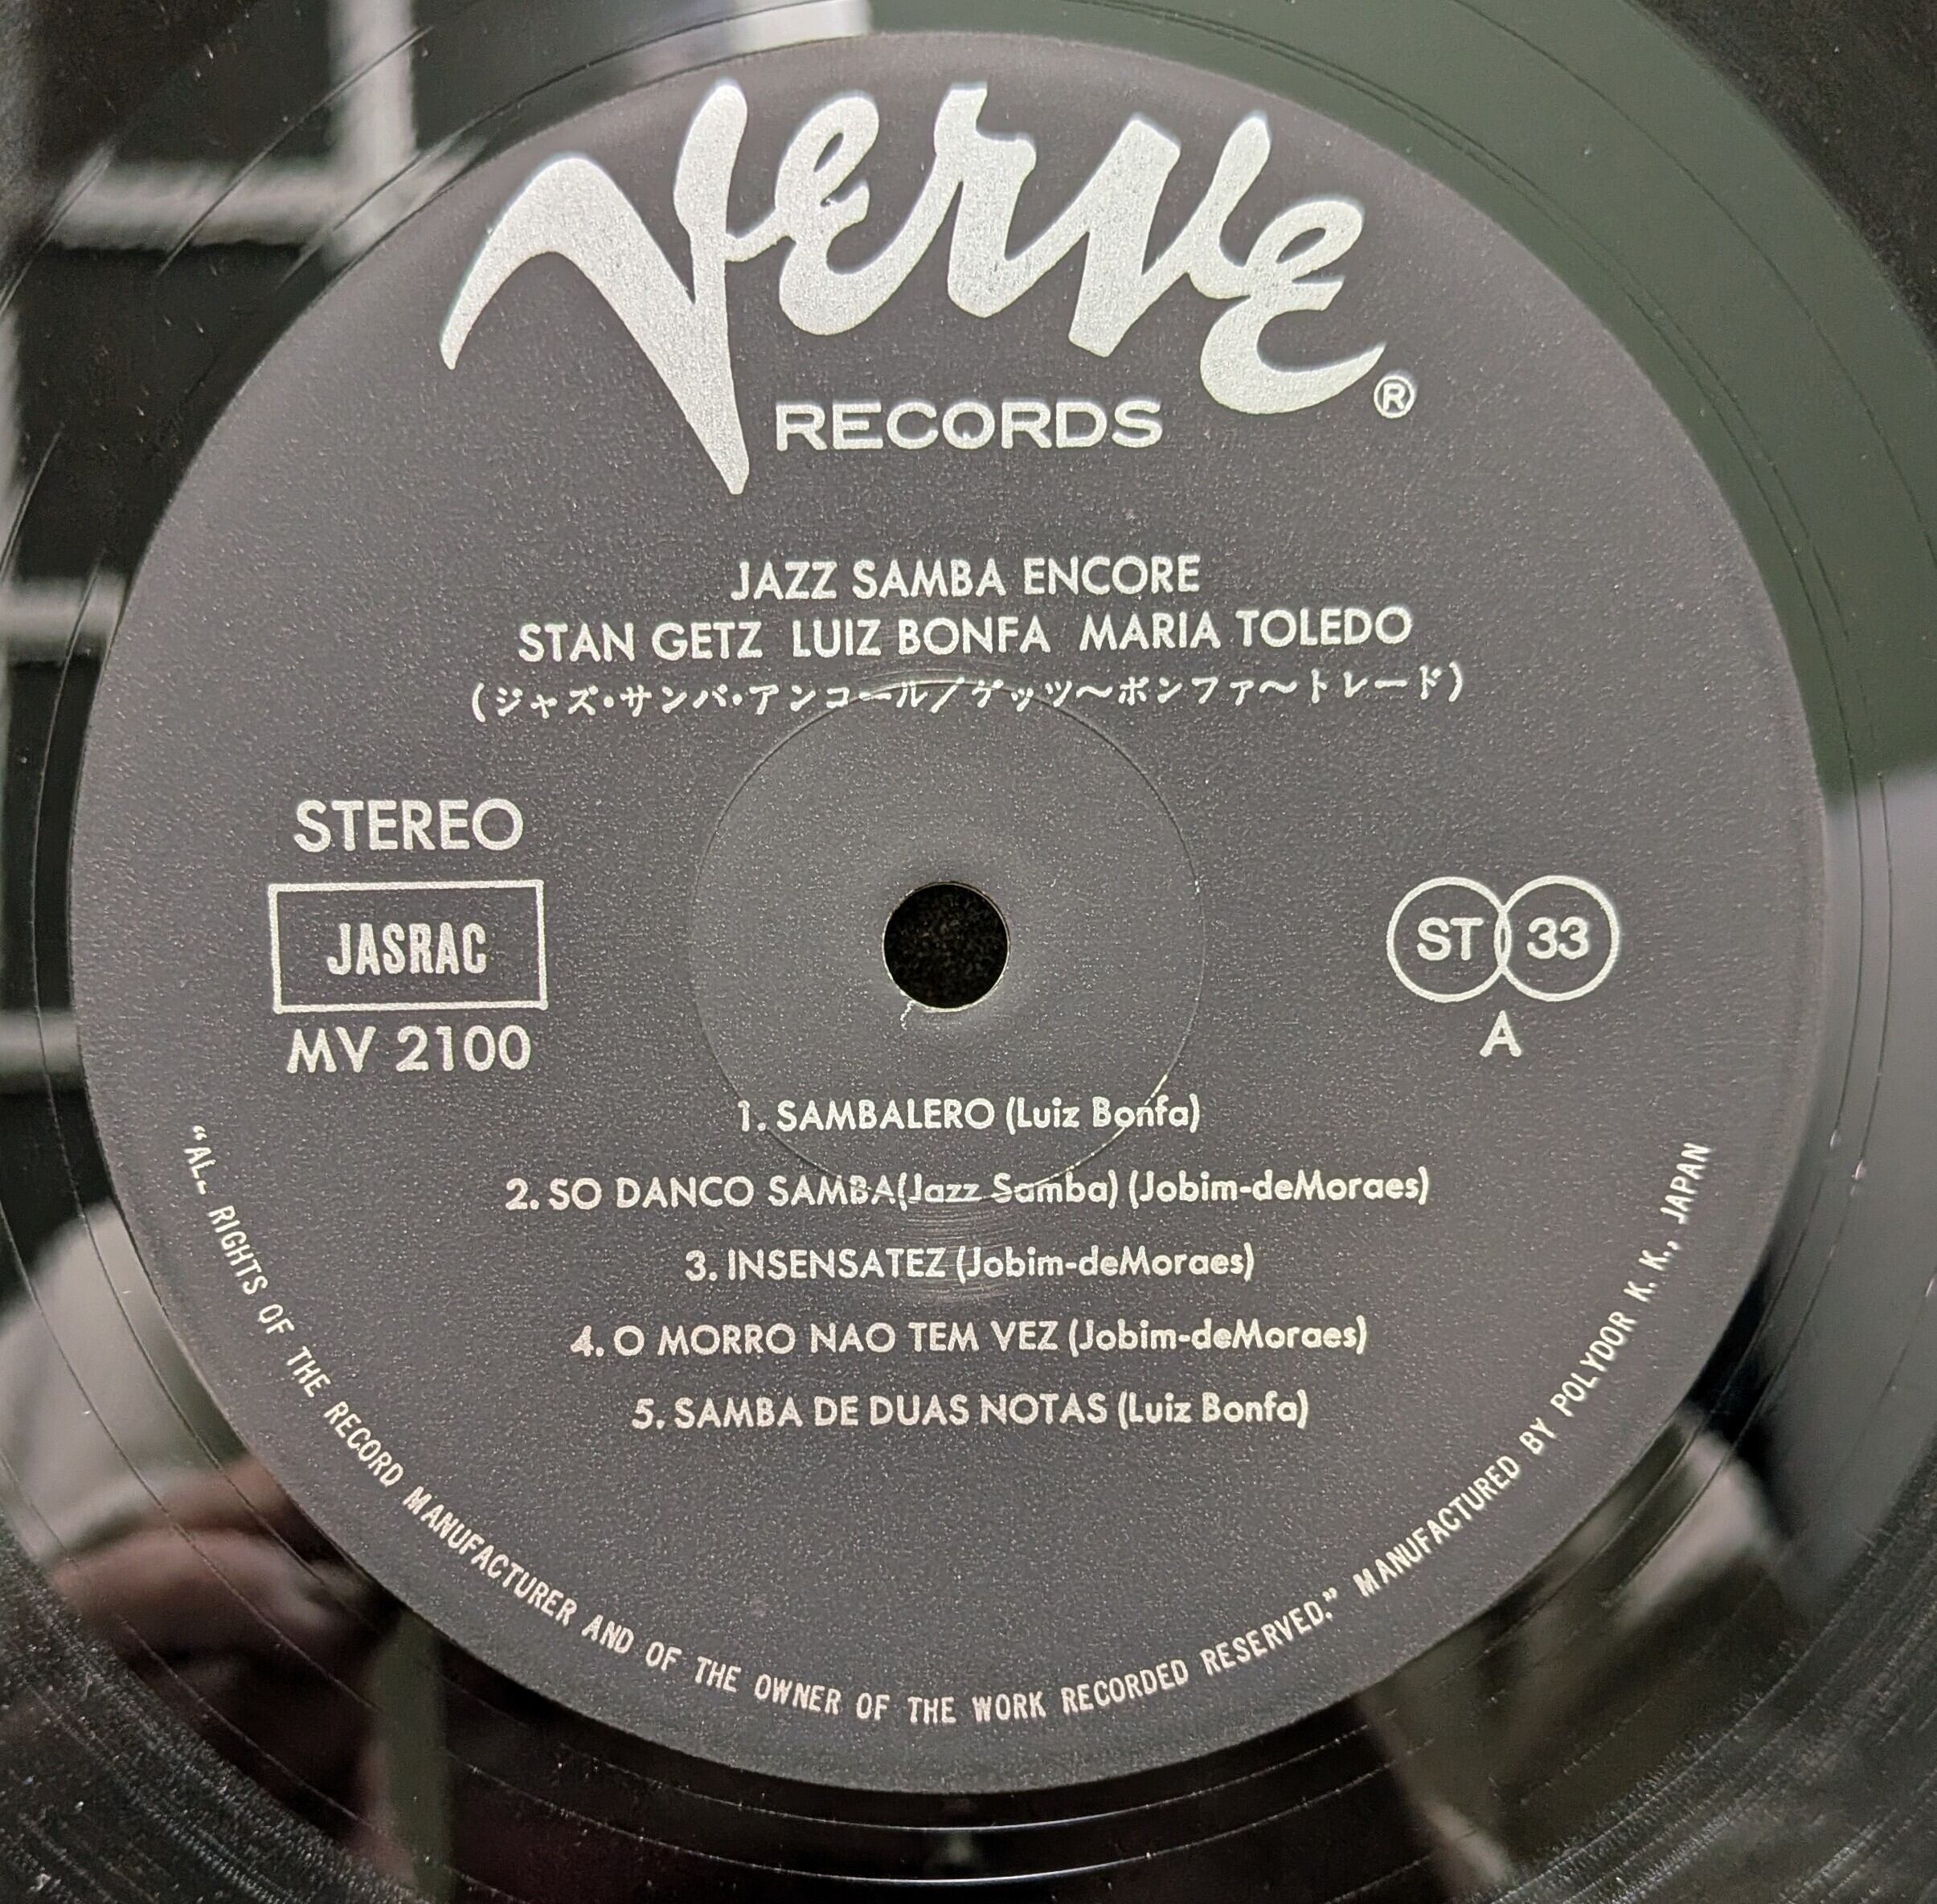 Verve
RECORDS ®
JAZZ SAMBA ENCORE
STAN GETZ LUIZ BONFA MARIA TOLEDO
(ジャズ・サンバ・アンコール/ゲッツ〜ボンファ〜トレード)
STEREO
JASRAC
MV 2100
ST 33
A
1. SAMBALERO (Luiz Bonfa)
2. SO DANCO SAMBA(Jazz Samba) (Jobim-deMoraes)
3. INSENSATEZ (Jobim-deMoraes)
4. O MORRO NAO TEM VEZ (Jobim-deMoraes)
5. SAMBA DE DUAS NOTAS (Luiz Bonfa)
“ALL RIGHTS OF THE RECORD MANUFACTURER AND OF THE OWNER OF THE WORK RECORDED RESERVED.” MANUFACTURED BY POLYDOR K. K., JAPAN